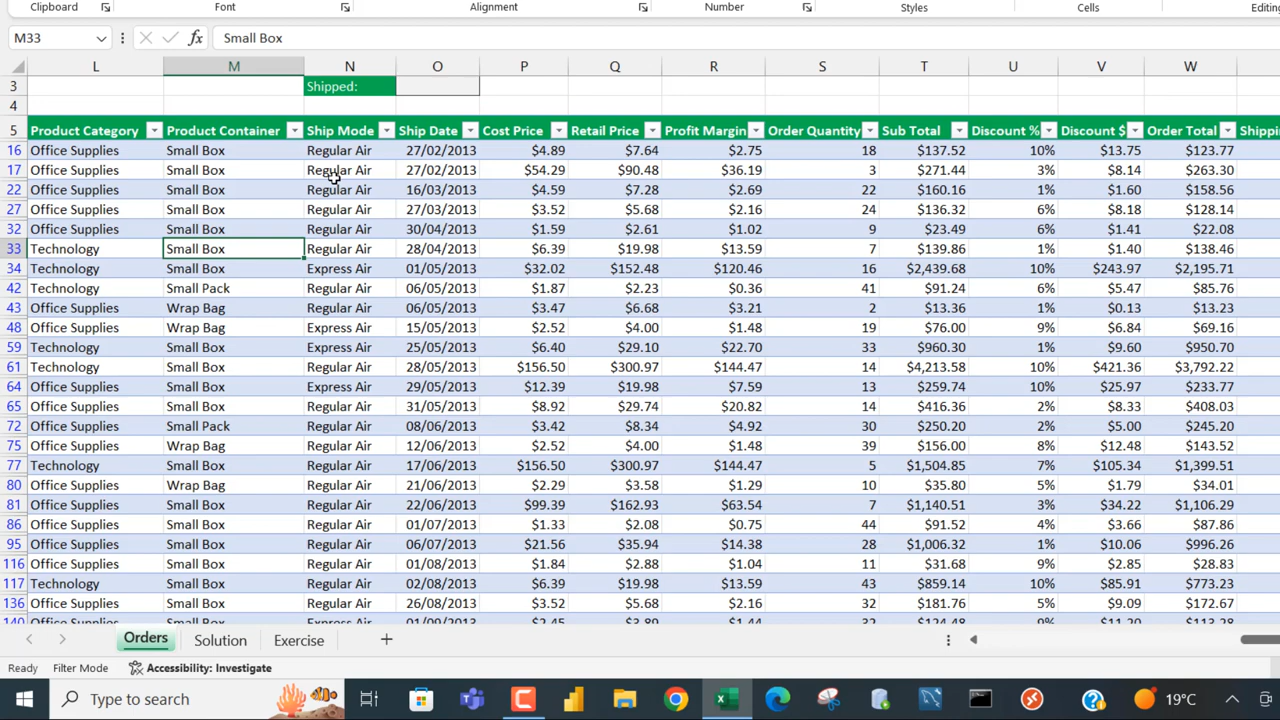 Clipboard Font Alignment Number Styles Cells Editing
M33 fx Small Box
L M N O P Q R S T U V W
3 Shipped:
4
5 Product Category Product Container Ship Mode Ship Date Cost Price Retail Price Profit Margin Order Quantity Sub Total Discount % Discount $ Order Total Shippi
16 Office Supplies Small Box Regular Air 27/02/2013 $4.89 $7.64 $2.75 18 $137.52 10% $13.75 $123.77
17 Office Supplies Small Box Regular Air 27/02/2013 $54.29 $90.48 $36.19 3 $271.44 3% $8.14 $263.30
22 Office Supplies Small Box Regular Air 16/03/2013 $4.59 $7.28 $2.69 22 $160.16 1% $1.60 $158.56
27 Office Supplies Small Box Regular Air 27/03/2013 $3.52 $5.68 $2.16 24 $136.32 6% $8.18 $128.14
32 Office Supplies Small Box Regular Air 30/04/2013 $1.59 $2.61 $1.02 9 $23.49 6% $1.41 $22.08
33 Technology Small Box Regular Air 28/04/2013 $6.39 $19.98 $13.59 7 $139.86 1% $1.40 $138.46
34 Technology Small Box Express Air 01/05/2013 $32.02 $152.48 $120.46 16 $2,439.68 10% $243.97 $2,195.71
42 Technology Small Pack Regular Air 06/05/2013 $1.87 $2.23 $0.36 41 $91.24 6% $5.47 $85.76
43 Office Supplies Wrap Bag Regular Air 06/05/2013 $3.47 $6.68 $3.21 2 $13.36 1% $0.13 $13.23
48 Office Supplies Wrap Bag Express Air 15/05/2013 $2.52 $4.00 $1.48 19 $76.00 9% $6.84 $69.16
59 Technology Small Box Express Air 25/05/2013 $6.40 $29.10 $22.70 33 $960.30 1% $9.60 $950.70
61 Technology Small Box Regular Air 28/05/2013 $156.50 $300.97 $144.47 14 $4,213.58 10% $421.36 $3,792.22
64 Office Supplies Small Box Express Air 29/05/2013 $12.39 $19.98 $7.59 13 $259.74 10% $25.97 $233.77
65 Office Supplies Small Box Regular Air 31/05/2013 $8.92 $29.74 $20.82 14 $416.36 2% $8.33 $408.03
72 Office Supplies Small Pack Regular Air 08/06/2013 $3.42 $8.34 $4.92 30 $250.20 2% $5.00 $245.20
75 Office Supplies Wrap Bag Regular Air 12/06/2013 $2.52 $4.00 $1.48 39 $156.00 8% $12.48 $143.52
77 Technology Small Box Regular Air 17/06/2013 $156.50 $300.97 $144.47 5 $1,504.85 7% $105.34 $1,399.51
80 Office Supplies Wrap Bag Regular Air 21/06/2013 $2.29 $3.58 $1.29 10 $35.80 5% $1.79 $34.01
81 Office Supplies Small Box Regular Air 22/06/2013 $99.39 $162.93 $63.54 7 $1,140.51 3% $34.22 $1,106.29
86 Office Supplies Small Box Regular Air 01/07/2013 $1.33 $2.08 $0.75 44 $91.52 4% $3.66 $87.86
95 Office Supplies Small Box Regular Air 06/07/2013 $21.56 $35.94 $14.38 28 $1,006.32 1% $10.06 $996.26
116 Office Supplies Small Box Regular Air 01/08/2013 $1.84 $2.88 $1.04 11 $31.68 9% $2.85 $28.83
117 Technology Small Box Regular Air 02/08/2013 $6.39 $19.98 $13.59 43 $859.14 10% $85.91 $773.23
136 Office Supplies Small Box Regular Air 26/08/2013 $3.52 $5.68 $2.16 32 $181.76 5% $9.09 $172.67
140 Office Supplies Small Box Express Air 01/09/2013 $2.45 $3.89 $1.44 32 $124.48 9% $11.20 $113.28
Orders Solution Exercise
Ready Filter Mode Accessibility: Investigate
Type to search 19°C